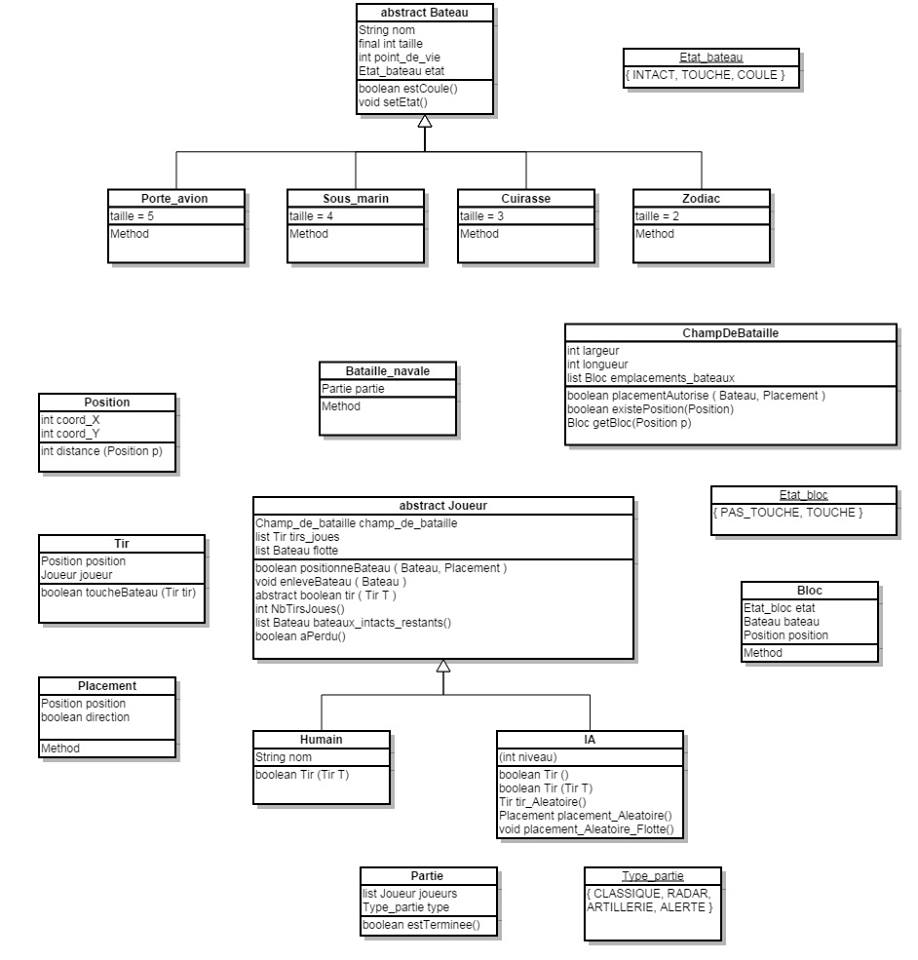 abstract Bateau
String nom
final int taille
int point_de_vie
Etat_bateau etat
boolean estCoule()
void setEtat()
Etat_bateau
{ INTACT, TOUCHE, COULE }
Porte_avion
taille = 5
Method
Sous_marin
taille = 4
Method
Cuirasse
taille = 3
Method
Zodiac
taille = 2
Method
ChampDeBataille
int largeur
int longueur
list Bloc emplacements_bateaux
boolean placementAutorise ( Bateau, Placement )
boolean existePosition(Position)
Bloc getBloc(Position p)
Bataille_navale
Partie partie
Method
Position
int coord_X
int coord_Y
int distance (Position p)
Etat_bloc
{ PAS_TOUCHE, TOUCHE }
abstract Joueur
Champ_de_bataille champ_de_bataille
list Tir tirs_joues
list Bateau flotte
boolean positionneBateau ( Bateau, Placement )
void enleveBateau ( Bateau )
abstract boolean tir ( Tir T )
int NbTirsJoues()
list Bateau bateaux_intacts_restants()
boolean aPerdu()
Tir
Position position
Joueur joueur
boolean toucheBateau (Tir tir)
Bloc
Etat_bloc etat
Bateau bateau
Position position
Method
Placement
Position position
boolean direction
Method
Humain
String nom
boolean Tir (Tir T)
IA
(int niveau)
boolean Tir ()
boolean Tir (Tir T)
Tir tir_Aleatoire()
Placement placement_Aleatoire()
void placement_Aleatoire_Flotte()
Partie
list Joueur joueurs
Type_partie type
boolean estTerminee()
Type_partie
{ CLASSIQUE, RADAR,
ARTILLERIE, ALERTE }